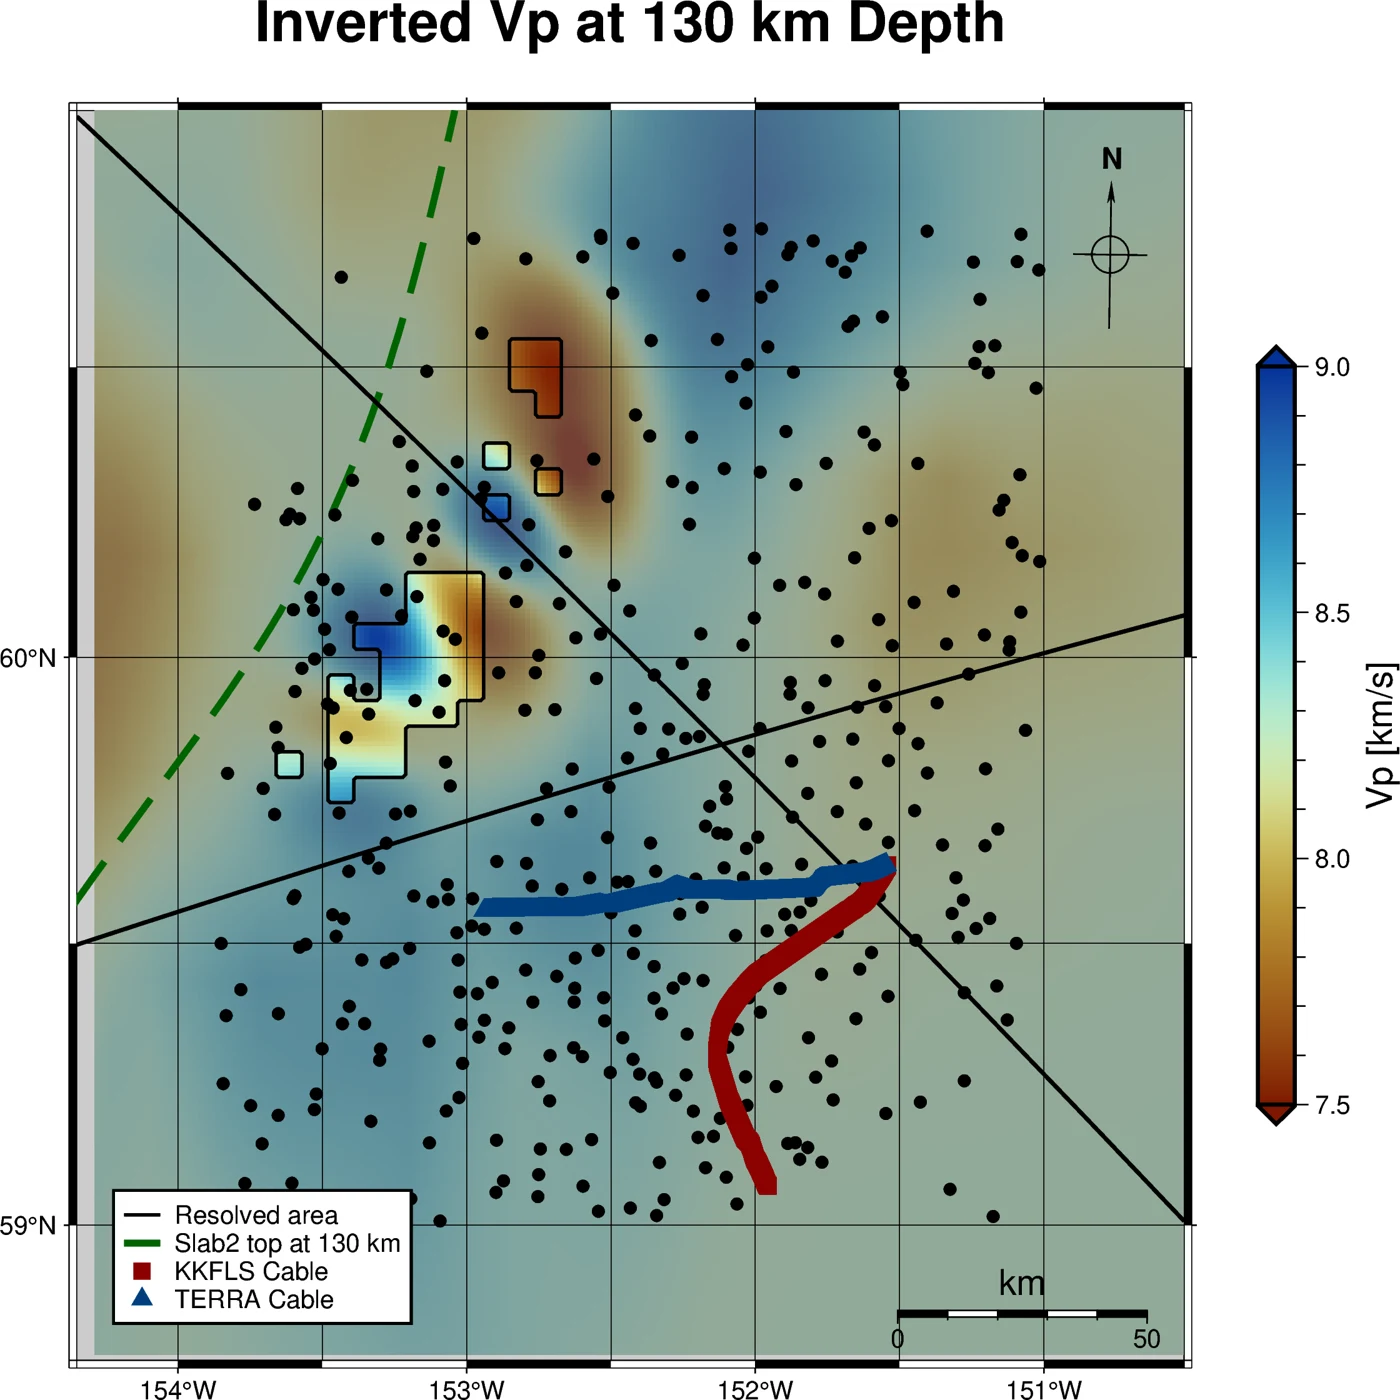 Inverted Vp at 130 km Depth
N
9.0
8.5
8.0
7.5
Vp [km/s]
60°N
59°N
Resolved area
Slab2 top at 130 km
KKFLS Cable
TERRA Cable
km
0 50
154°W 153°W 152°W 151°W